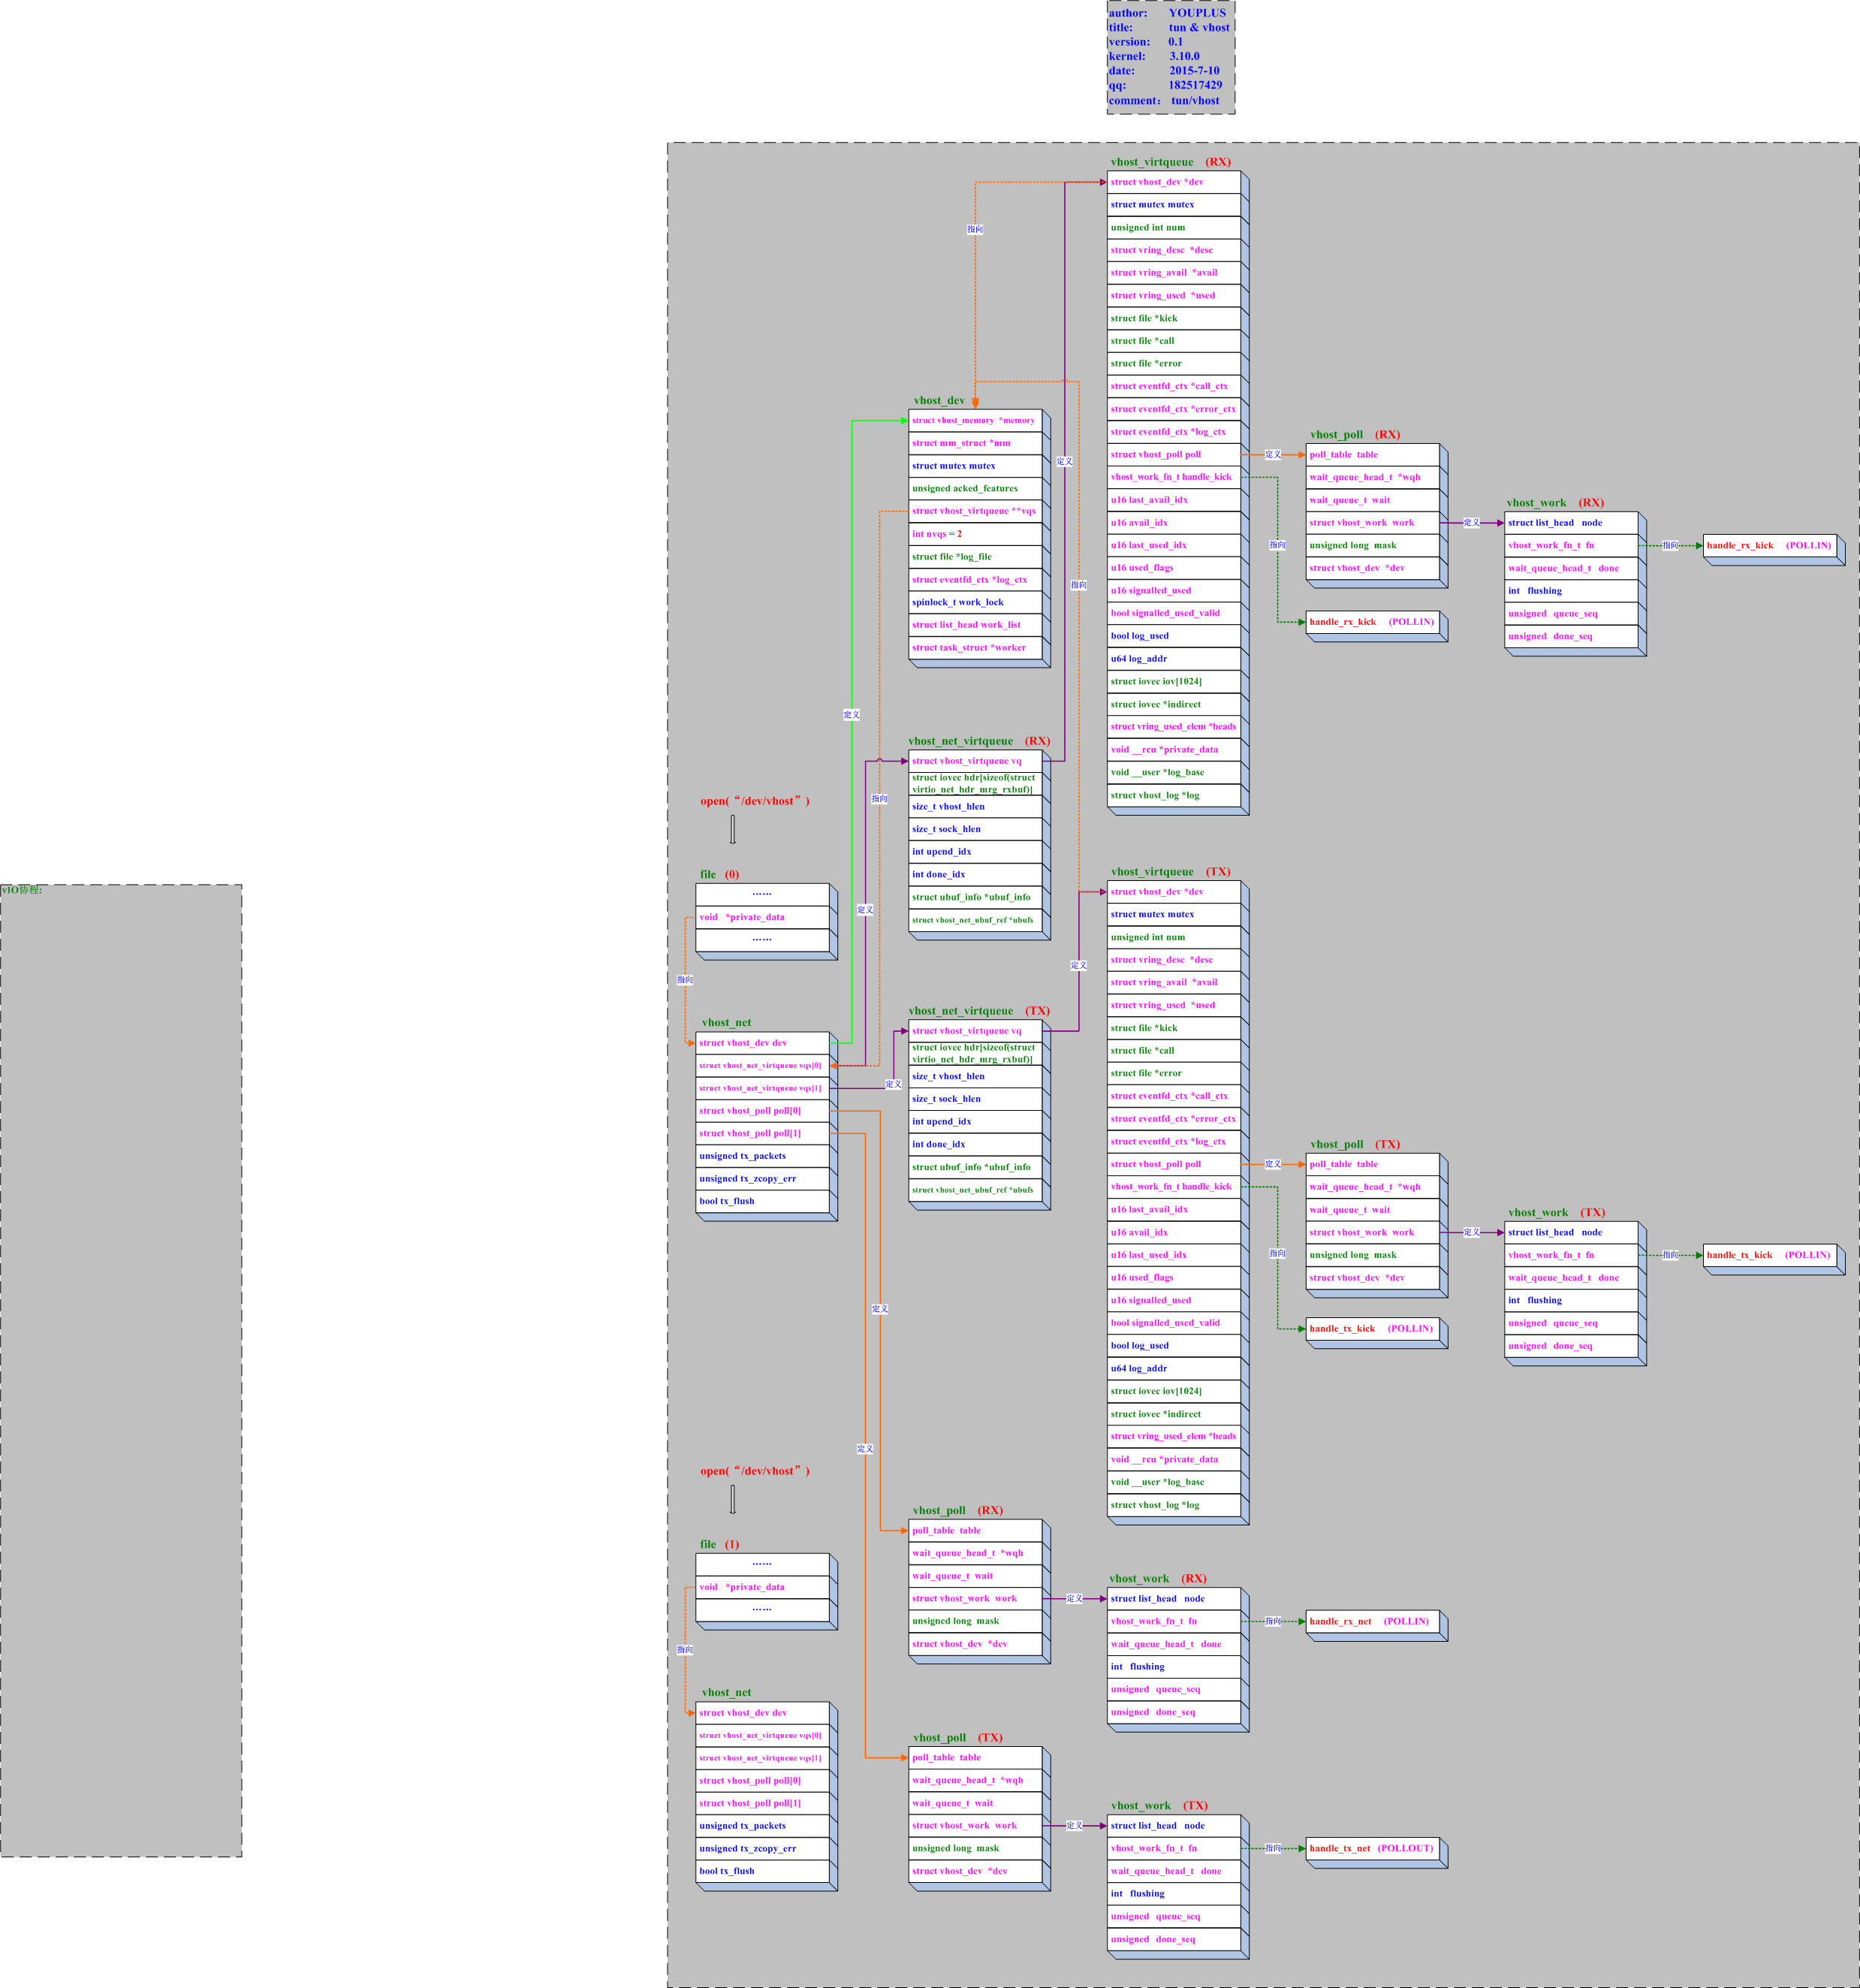 author: YOUPLUS
title: tun & vhost
version: 0.1
kernel: 3.10.0
date: 2015-7-10
qq: 182517429
comment： tun/vhost
vhost_virtqueue (RX)
struct vhost_dev *dev
struct mutex mutex
unsigned int num
struct vring_desc *desc
struct vring_avail *avail
struct vring_used *used
struct file *kick
struct file *call
struct file *error
struct eventfd_ctx *call_ctx
struct eventfd_ctx *error_ctx
struct eventfd_ctx *log_ctx
struct vhost_poll poll
vhost_work_fn_t handle_kick
u16 last_avail_idx
u16 avail_idx
u16 last_used_idx
u16 used_flags
u16 signalled_used
bool signalled_used_valid
bool log_used
u64 log_addr
struct iovec iov[1024]
struct iovec *indirect
struct vring_used_elem *heads
void __rcu *private_data
void __user *log_base
struct vhost_log *log
指向
指向
定义
vhost_dev
struct vhost_memory *memory
struct mm_struct *mm
struct mutex mutex
unsigned acked_features
struct vhost_virtqueue **vqs
int nvqs = 2
struct file *log_file
struct eventfd_ctx *log_ctx
spinlock_t work_lock
struct list_head work_list
struct task_struct *worker
定义
vhost_poll (RX)
poll_table table
wait_queue_head_t *wqh
wait_queue_t wait
struct vhost_work work
unsigned long mask
struct vhost_dev *dev
指向
handle_rx_kick (POLLIN)
定义
vhost_work (RX)
struct list_head node
vhost_work_fn_t fn
wait_queue_head_t done
int flushing
unsigned queue_seq
unsigned done_seq
指向
handle_rx_kick (POLLIN)
定义
指向
定义
vhost_net_virtqueue (RX)
struct vhost_virtqueue vq
struct iovec hdr[sizeof(struct
virtio_net_hdr_mrg_rxbuf)]
size_t vhost_hlen
size_t sock_hlen
int upend_idx
int done_idx
struct ubuf_info *ubuf_info
struct vhost_net_ubuf_ref *ubufs
open(“/dev/vhost”)
file (0)
……
void *private_data
……
指向
vIO协程:
vhost_net
struct vhost_dev dev
struct vhost_net_virtqueue vqs[0]
struct vhost_net_virtqueue vqs[1]
struct vhost_poll poll[0]
struct vhost_poll poll[1]
unsigned tx_packets
unsigned tx_zcopy_err
bool tx_flush
定义
vhost_net_virtqueue (TX)
struct vhost_virtqueue vq
struct iovec hdr[sizeof(struct
virtio_net_hdr_mrg_rxbuf)]
size_t vhost_hlen
size_t sock_hlen
int upend_idx
int done_idx
struct ubuf_info *ubuf_info
struct vhost_net_ubuf_ref *ubufs
定义
vhost_virtqueue (TX)
struct vhost_dev *dev
struct mutex mutex
unsigned int num
struct vring_desc *desc
struct vring_avail *avail
struct vring_used *used
struct file *kick
struct file *call
struct file *error
struct eventfd_ctx *call_ctx
struct eventfd_ctx *error_ctx
struct eventfd_ctx *log_ctx
struct vhost_poll poll
vhost_work_fn_t handle_kick
u16 last_avail_idx
u16 avail_idx
u16 last_used_idx
u16 used_flags
u16 signalled_used
bool signalled_used_valid
bool log_used
u64 log_addr
struct iovec iov[1024]
struct iovec *indirect
struct vring_used_elem *heads
void __rcu *private_data
void __user *log_base
struct vhost_log *log
定义
vhost_poll (TX)
poll_table table
wait_queue_head_t *wqh
wait_queue_t wait
struct vhost_work work
unsigned long mask
struct vhost_dev *dev
指向
handle_tx_kick (POLLIN)
定义
vhost_work (TX)
struct list_head node
vhost_work_fn_t fn
wait_queue_head_t done
int flushing
unsigned queue_seq
unsigned done_seq
指向
handle_tx_kick (POLLIN)
定义
定义
open(“/dev/vhost”)
file (1)
……
void *private_data
……
指向
vhost_net
struct vhost_dev dev
struct vhost_net_virtqueue vqs[0]
struct vhost_net_virtqueue vqs[1]
struct vhost_poll poll[0]
struct vhost_poll poll[1]
unsigned tx_packets
unsigned tx_zcopy_err
bool tx_flush
vhost_poll (RX)
poll_table table
wait_queue_head_t *wqh
wait_queue_t wait
struct vhost_work work
unsigned long mask
struct vhost_dev *dev
定义
vhost_work (RX)
struct list_head node
vhost_work_fn_t fn
wait_queue_head_t done
int flushing
unsigned queue_seq
unsigned done_seq
指向
handle_rx_net (POLLIN)
vhost_poll (TX)
poll_table table
wait_queue_head_t *wqh
wait_queue_t wait
struct vhost_work work
unsigned long mask
struct vhost_dev *dev
定义
vhost_work (TX)
struct list_head node
vhost_work_fn_t fn
wait_queue_head_t done
int flushing
unsigned queue_seq
unsigned done_seq
指向
handle_tx_net (POLLOUT)